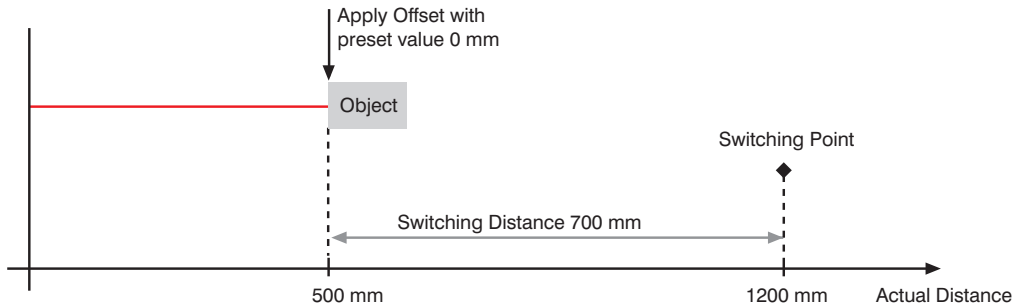 Apply Offset with
preset value 0 mm
Object
Switching Point
Switching Distance 700 mm
500 mm
1200 mm
Actual Distance